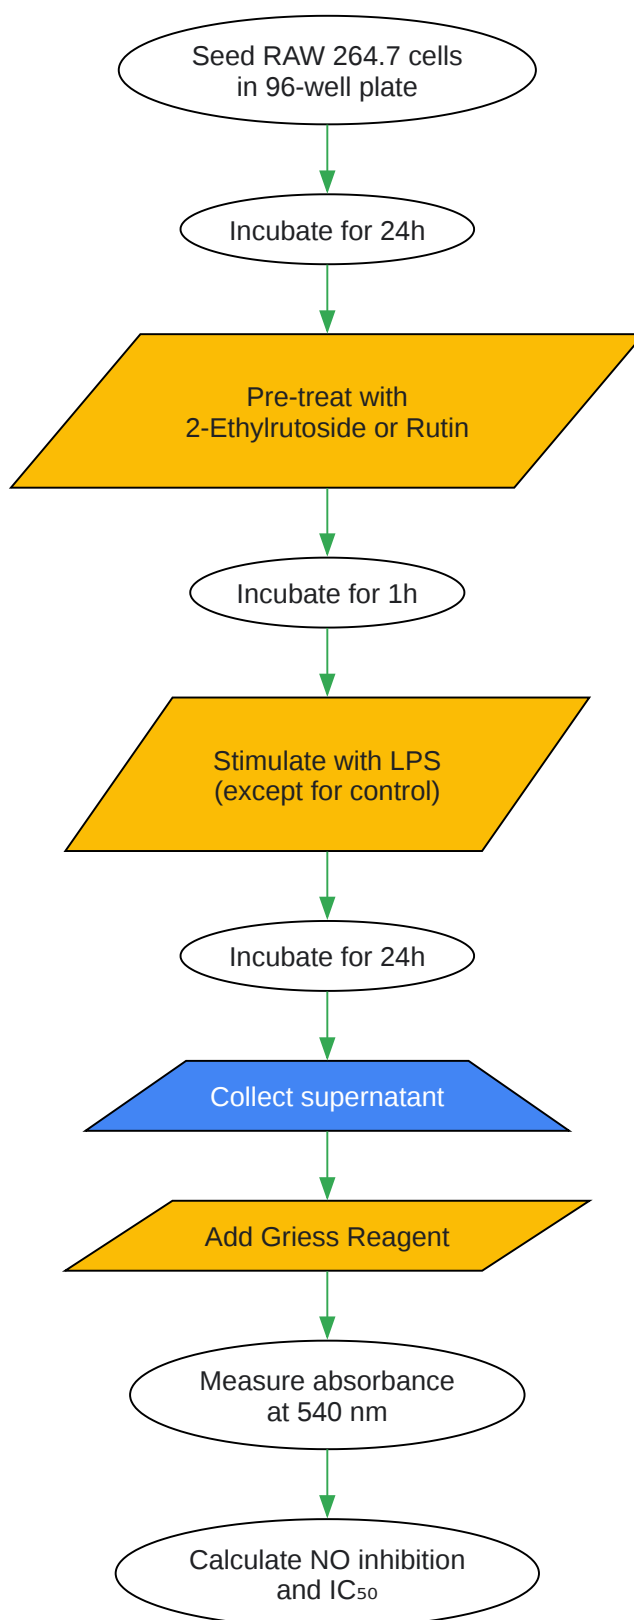 Seed RAW 264.7 cells
in 96-well plate
Incubate for 24h
Pre-treat with
2-Ethylrutoside or Rutin
Incubate for 1h
Stimulate with LPS
(except for control)
Incubate for 24h
Collect supernatant
Add Griess Reagent
Measure absorbance
at 540 nm
Calculate NO inhibition
and IC₅₀